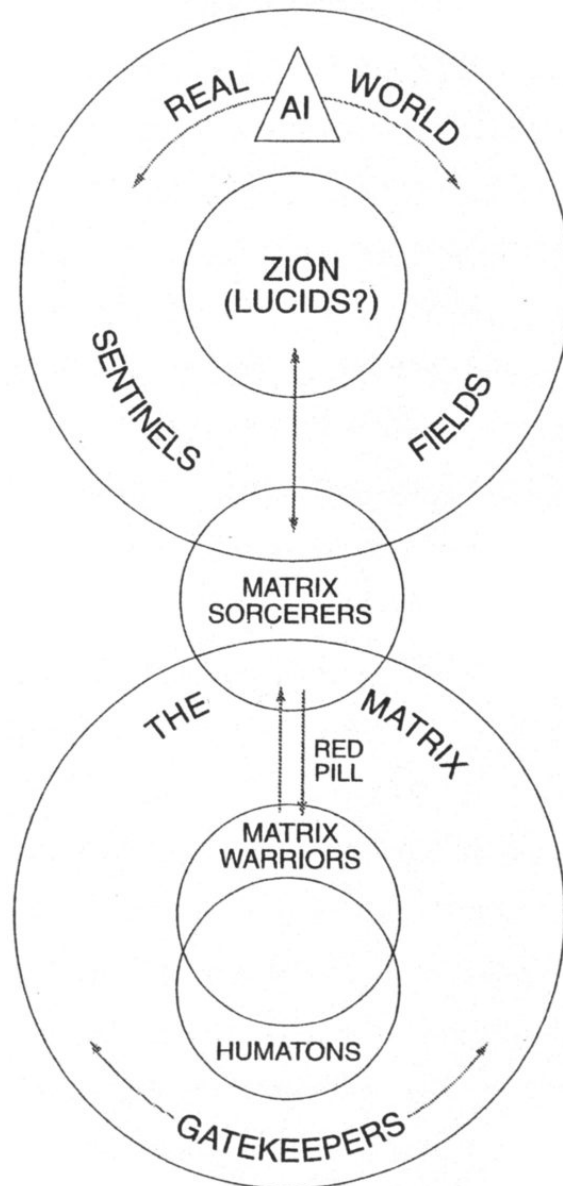 REAL WORLD
AI
ZION
(LUCIDS?)
SENTINELS
FIELDS
MATRIX
SORCERERS
THE MATRIX
RED
PILL
MATRIX
WARRIORS
HUMATONS
GATEKEEPERS